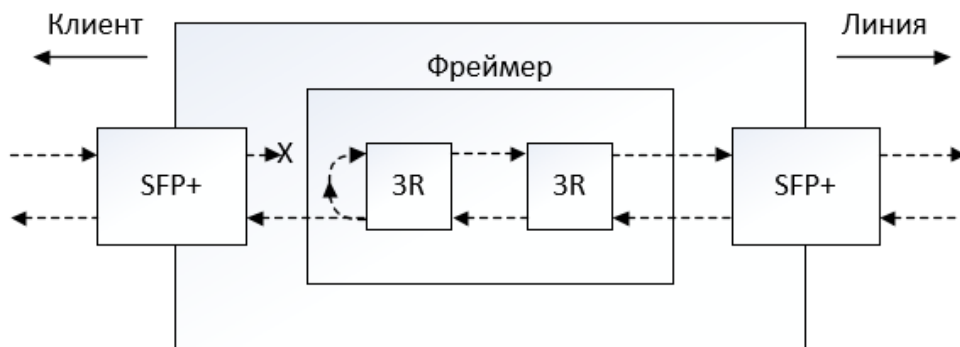 Клиент
Линия
Фреймер
SFP+
X
3R
3R
SFP+